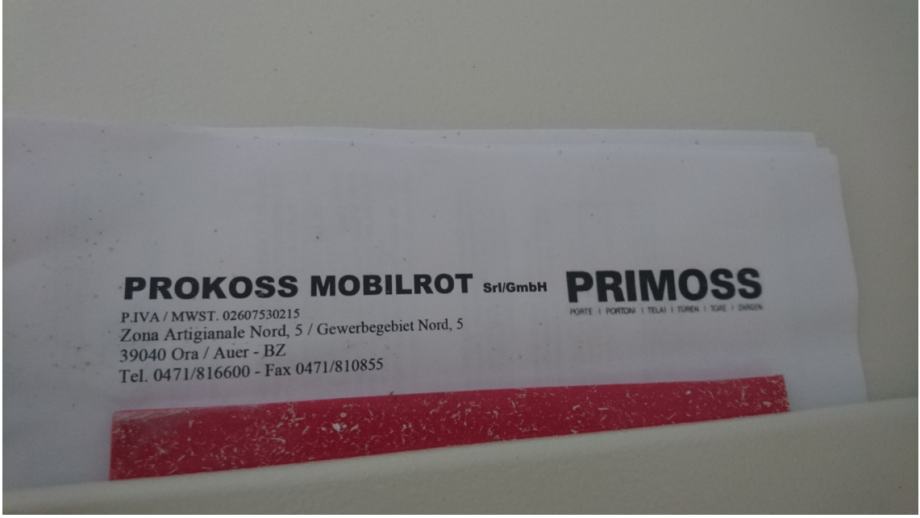 PROKOSS MOBILROT Srl/GmbH
PRIMOSS
PORTE | PORTONI | TELAI | TÜREN | TORE | ZARGEN
P.IVA / MWST. 02607530215
Zona Artigianale Nord, 5 / Gewerbegebiet Nord, 5
39040 Ora / Auer - BZ
Tel. 0471/816600 - Fax 0471/810855